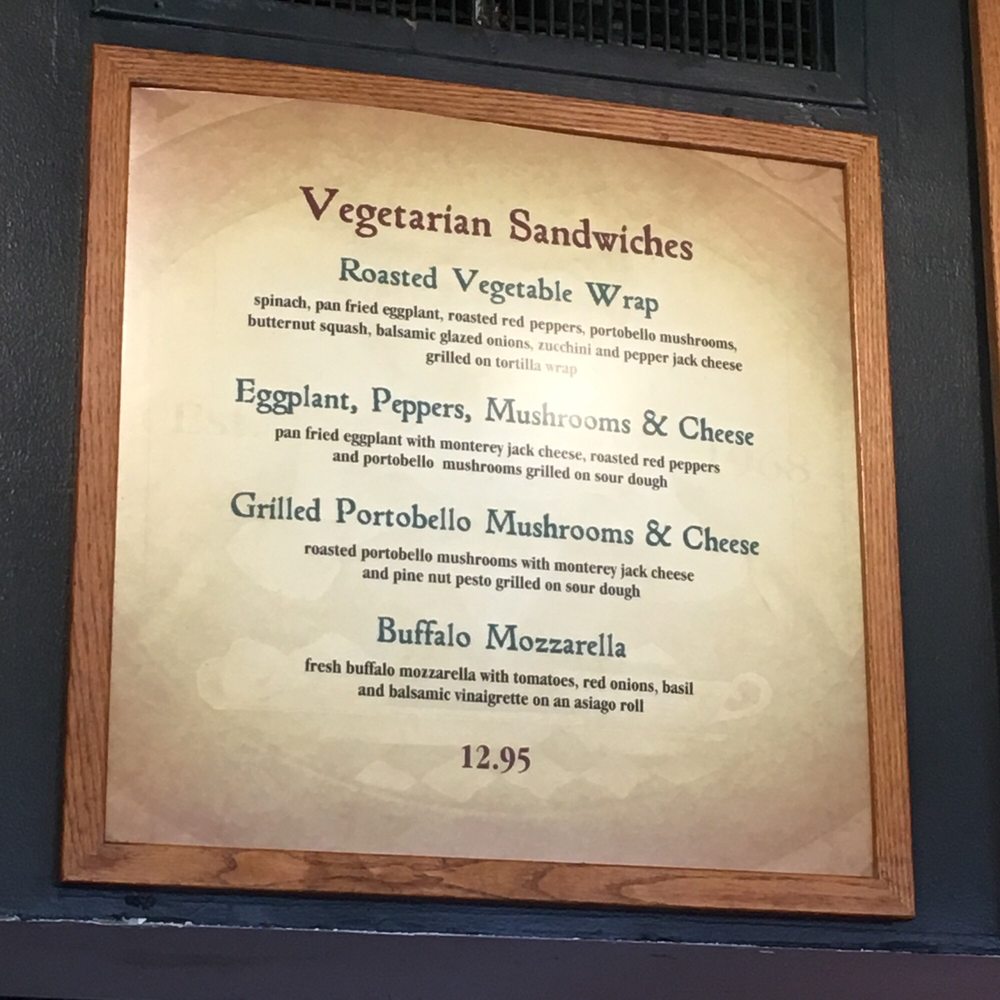 Vegetarian Sandwiches
Roasted Vegetable Wrap
spinach, pan fried eggplant, roasted red peppers, portobello mushrooms,
butternut squash, balsamic glazed onions, zucchini and pepper jack cheese
grilled on tortilla wrap
Eggplant, Peppers, Mushrooms & Cheese
pan fried eggplant with monterey jack cheese, roasted red peppers
and portobello mushrooms grilled on sour dough
Grilled Portobello Mushrooms & Cheese
roasted portobello mushrooms with monterey jack cheese
and pine nut pesto grilled on sour dough
Buffalo Mozzarella
fresh buffalo mozzarella with tomatoes, red onions, basil
and balsamic vinaigrette on an asiago roll
12.95